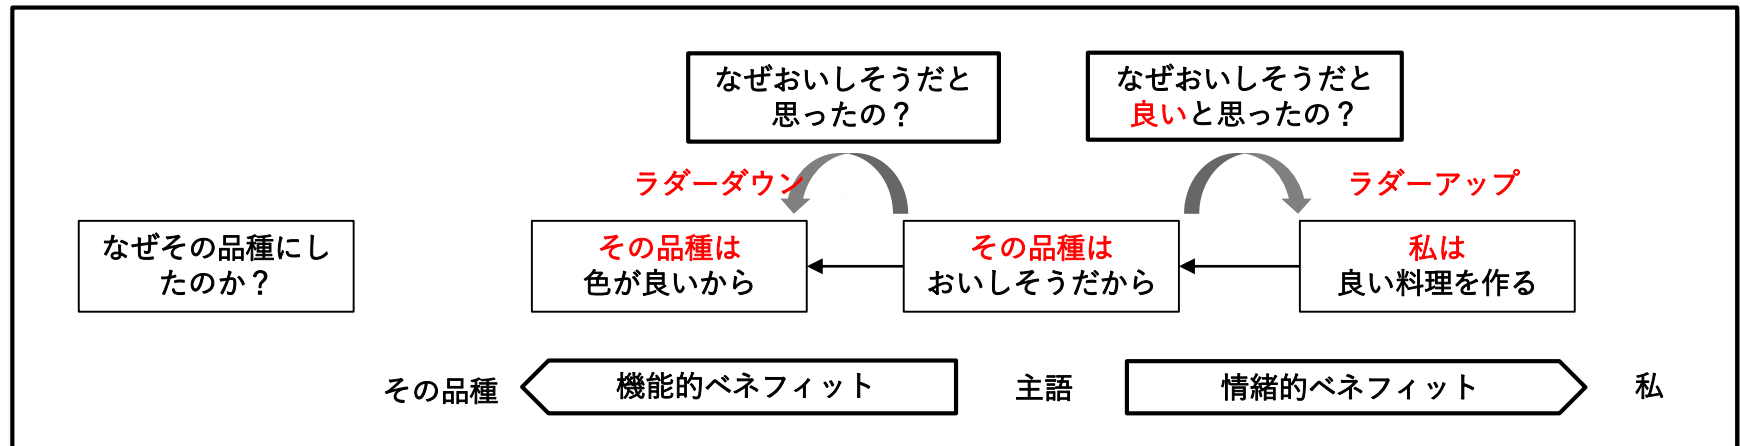 なぜおいしそうだと
思ったの？
なぜおいしそうだと
良いと思ったの？
ラダーダウン
ラダーアップ
なぜその品種にし
たのか？
その品種は
色が良いから
その品種は
おいしそうだから
私は
良い料理を作る
その品種
機能的ベネフィット
主語
情緒的ベネフィット
私